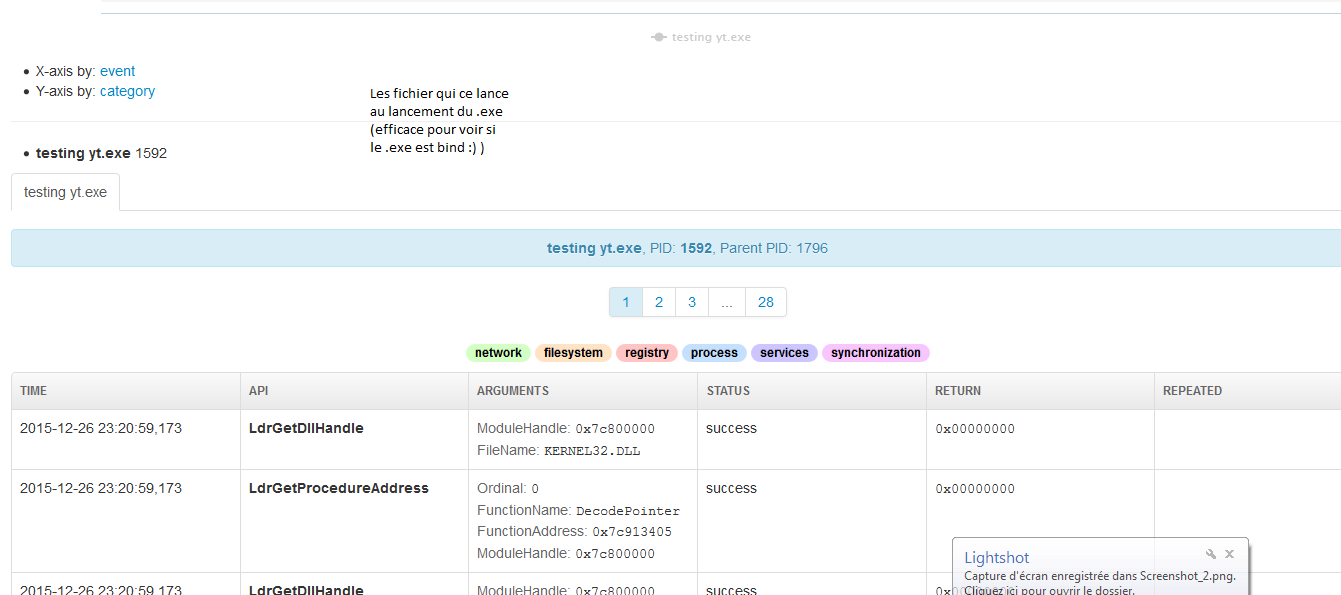 testing yt.exe
X-axis by: event
Y-axis by: category
Les fichier qui ce lance
au lancement du .exe
(efficace pour voir si
le .exe est bind :) )
testing yt.exe 1592
testing yt.exe
testing yt.exe, PID: 1592, Parent PID: 1796
1 2 3 ... 28
network filesystem registry process services synchronization
TIME API ARGUMENTS STATUS RETURN REPEATED
2015-12-26 23:20:59,173 LdrGetDllHandle ModuleHandle: 0x7c800000 success 0x00000000
FileName: KERNEL32.DLL
2015-12-26 23:20:59,173 LdrGetProcedureAddress Ordinal: 0 success 0x00000000
FunctionName: DecodePointer
FunctionAddress: 0x7c913405
ModuleHandle: 0x7c800000
Lightshot
Capture d'écran enregistrée dans Screenshot_2.png.
Cliquez ici pour ouvrir le dossier.
2015-12-26 23:20:59,173 LdrGetDllHandle ModuleHandle: 0x7c800000 success